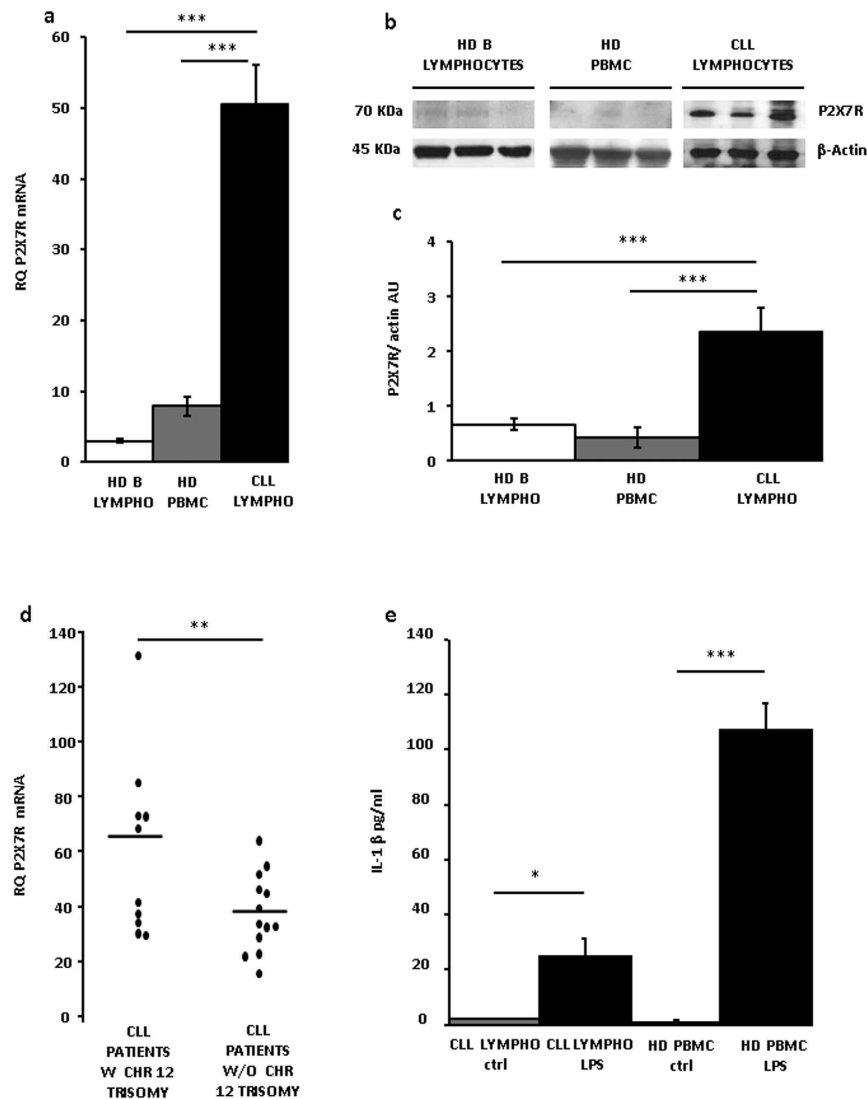 a
***
***
60
50
40
30
20
10
0
RQ P2X7R mRNA
HD B
LYMPHO
HD
PBMC
CLL
LYMPHO
b
HD B
LYMPHOCYTES
HD
PBMC
CLL
LYMPHOCYTES
70 KDa
P2X7R
45 KDa
β-Actin
c
***
***
4
3
2
1
0
P2X7R/ actin AU
HD B
LYMPHO
HD
PBMC
CLL
LYMPHO
d
**
140
120
100
80
60
40
20
0
RQ P2X7R mRNA
CLL
PATIENTS
W CHR 12
TRISOMY
CLL
PATIENTS
W/O CHR
12 TRISOMY
e
*
***
140
120
100
80
60
40
20
0
IL-1 β pg/ml
CLL LYMPHO
ctrl
CLL LYMPHO
LPS
HD PBMC
ctrl
HD PBMC
LPS